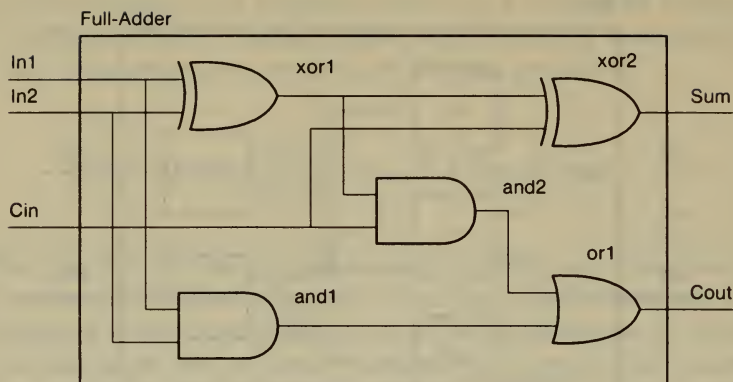 Full-Adder
In1
xor1
xor2
In2
Sum
and2
Cin
or1
and1
Cout